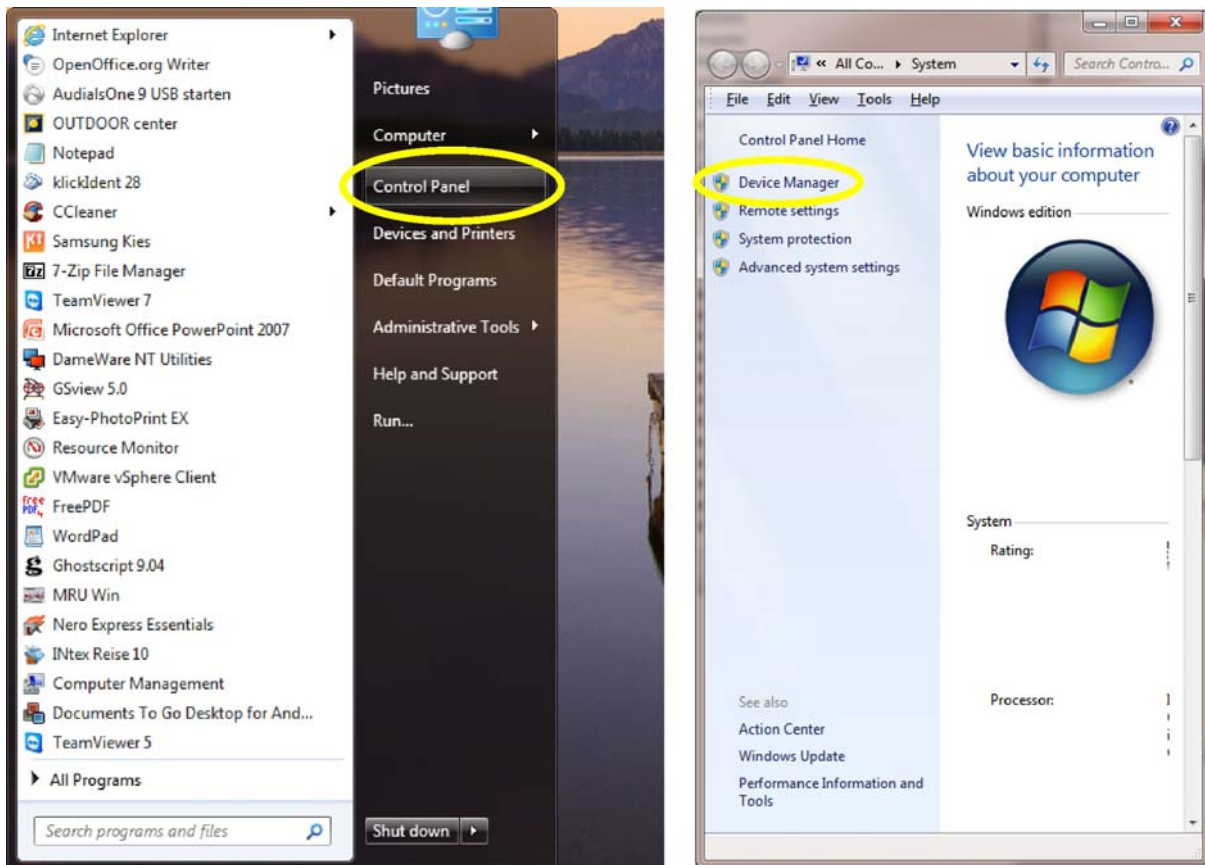 Internet Explorer
OpenOffice.org Writer
AudialsOne 9 USB starten
OUTDOOR center
Notepad
klickIdent 28
CCleaner
Samsung Kies
7-Zip File Manager
TeamViewer 7
Microsoft Office PowerPoint 2007
DameWare NT Utilities
GSview 5.0
Easy-PhotoPrint EX
Resource Monitor
VMware vSphere Client
FreePDF
WordPad
Ghostscript 9.04
MRU Win
Nero Express Essentials
INtex Reise 10
Computer Management
Documents To Go Desktop for And...
TeamViewer 5
All Programs
Search programs and files
Pictures
Computer
Control Panel
Devices and Printers
Default Programs
Administrative Tools
Help and Support
Run...
Shut down
« All Co... System
Search Contro...
File Edit View Tools Help
Control Panel Home
Device Manager
Remote settings
System protection
Advanced system settings
See also
Action Center
Windows Update
Performance Information and
Tools
View basic information
about your computer
Windows edition
System
Rating:
Processor: